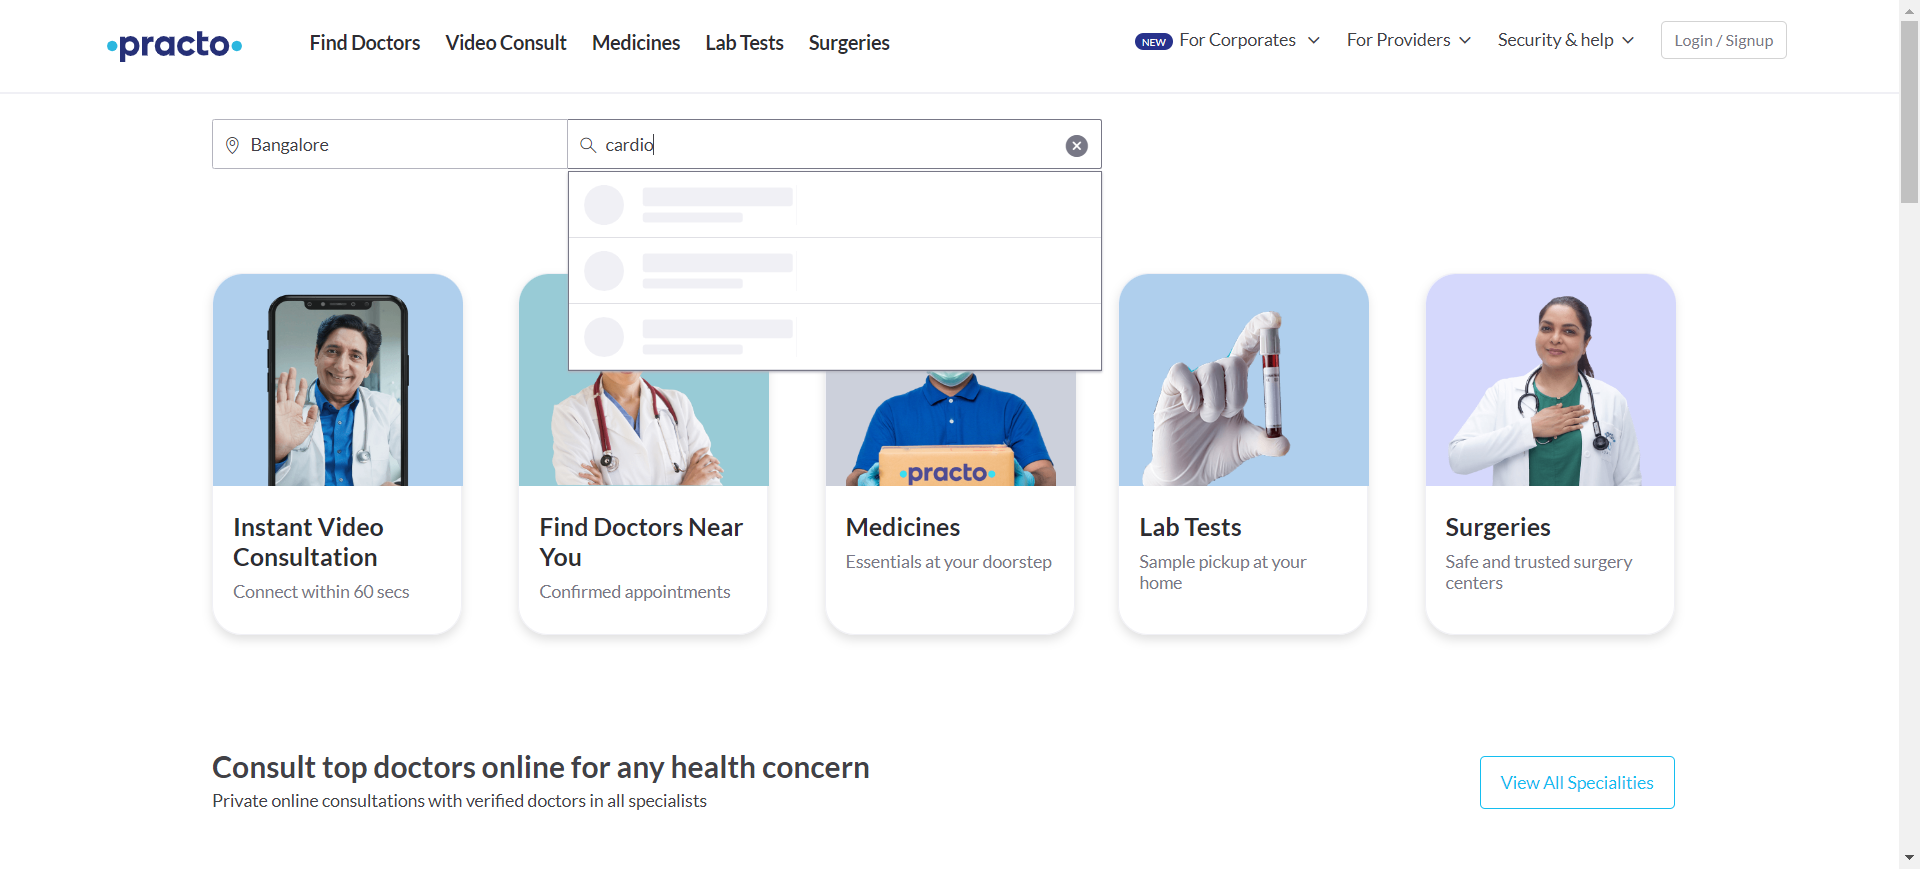 practo
Find Doctors
Video Consult
Medicines
Lab Tests
Surgeries
NEW For Corporates
For Providers
Security & help
Login / Signup
Bangalore
cardio
practo
Instant Video
Consultation
Connect within 60 secs
Find Doctors Near
You
Confirmed appointments
Medicines
Essentials at your doorstep
Lab Tests
Sample pickup at your
home
Surgeries
Safe and trusted surgery
centers
Consult top doctors online for any health concern
Private online consultations with verified doctors in all specialists
View All Specialities